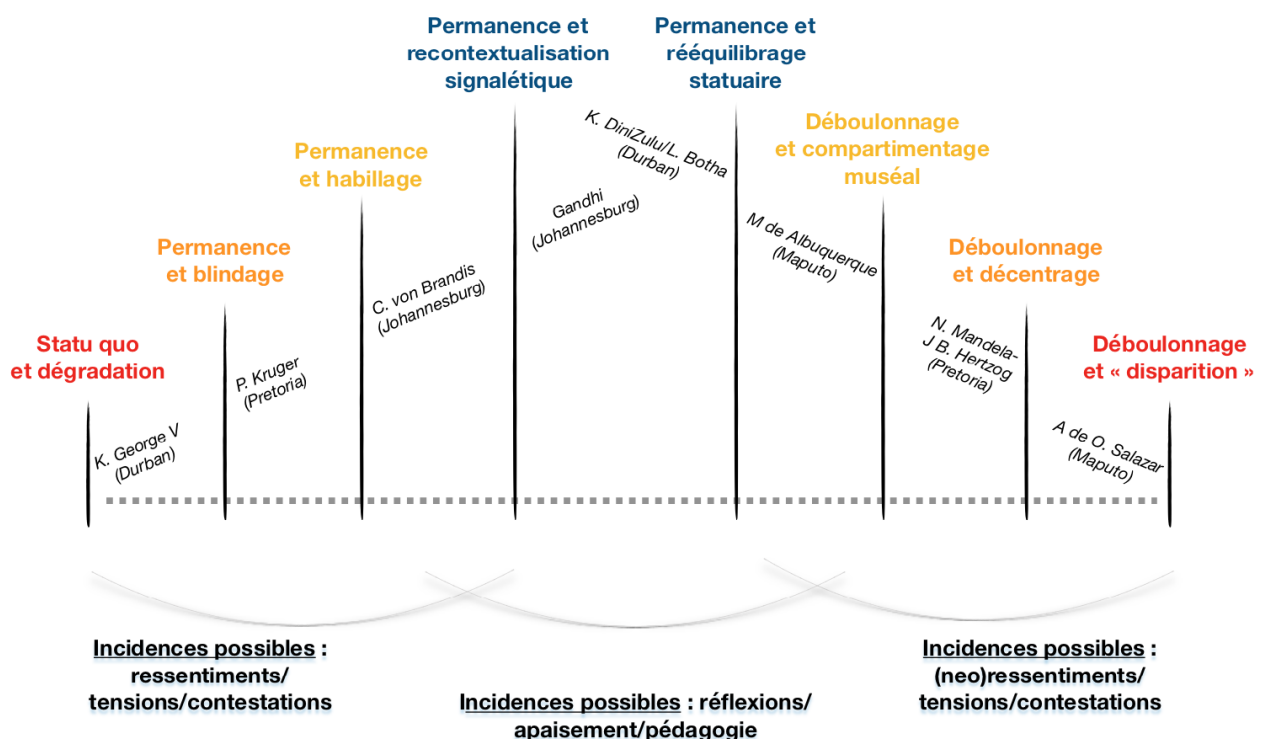 Statu quo
et dégradation
K. George V
(Durban)
Permanence
et blindage
P. Kruger
(Pretoria)
Permanence
et habillage
C. von Brandis
(Johannesburg)
Permanence et
recontextualisation
signalétique
Gandhi
(Johannesburg)
Permanence et
rééquilibrage
statuaire
K. DiniZulu/L. Botha
(Durban)
Déboulonnage
et compartimentage
muséal
M de Albuquerque
(Maputo)
Déboulonnage
et décentrage
N. Mandela-
J B. Hertzog
(Pretoria)
Déboulonnage
et « disparition »
A de O. Salazar
(Maputo)
Incidences possibles :
ressentiments/
tensions/contestations
Incidences possibles : réflexions/
apaisement/pédagogie
Incidences possibles :
(neo)ressentiments/
tensions/contestations